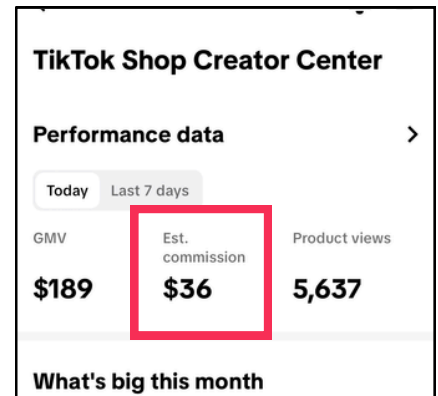 TikTok Shop Creator Center
Performance data
Today Last 7 days
GMV
Est.
commission
Product views
$189
$36
5,637
What's big this month